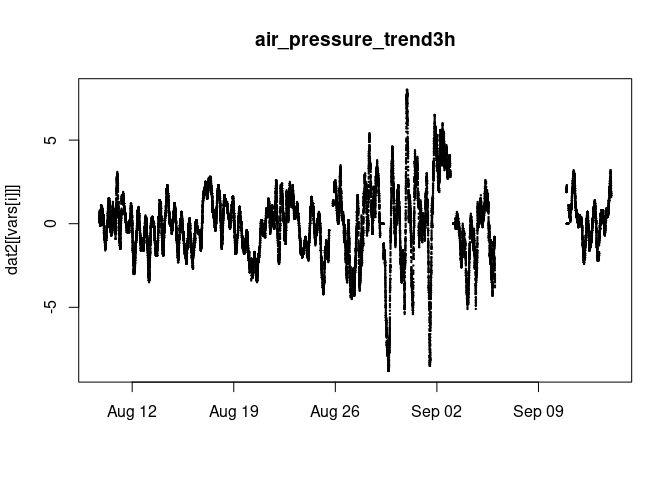 air_pressure_trend3h
dat2[[vars[i]]]
5
0
-5
Aug 12 Aug 19 Aug 26 Sep 02 Sep 09